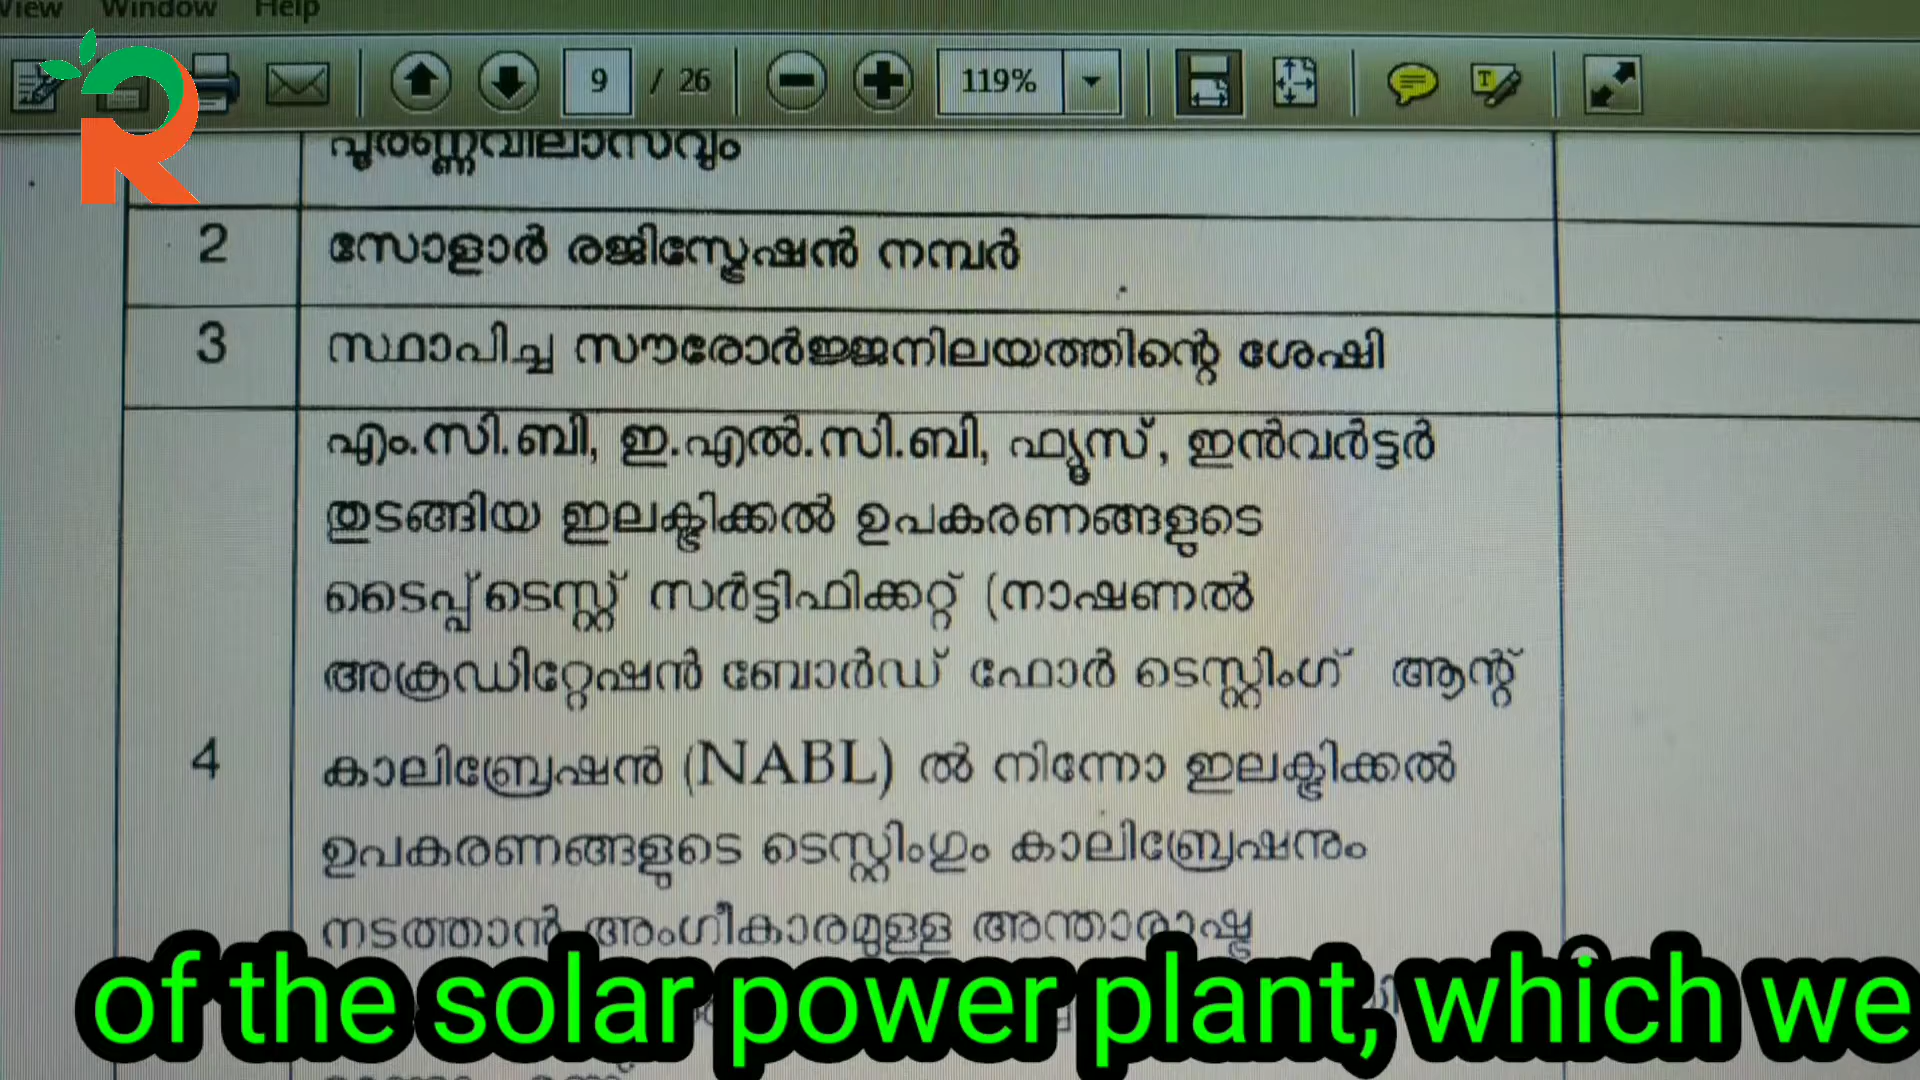 View Window Help
9 / 26 119%
പൂർണ്ണവിലാസവും
2 സോളാർ രജിസ്ട്രേഷൻ നമ്പർ
3 സ്ഥാപിച്ച സൗരോർജ്ജനിലയത്തിന്റെ ശേഷി
എം.സി.ബി, ഇ.എൽ.സി.ബി, ഫ്യൂസ്, ഇൻവർട്ടർ
തുടങ്ങിയ ഇലക്ട്രിക്കൽ ഉപകരണങ്ങളുടെ
ടൈപ്പ്ടെസ്റ്റ് സർട്ടിഫിക്കറ്റ് (നാഷണൽ
അക്രഡിറ്റേഷൻ ബോർഡ് ഫോർ ടെസ്റ്റിംഗ് ആന്റ്
4 കാലിബ്രേഷൻ (NABL) ൽ നിന്നോ ഇലക്ട്രിക്കൽ
ഉപകരണങ്ങളുടെ ടെസ്റ്റിംഗും കാലിബ്രേഷനും
നടത്താൻ അംഗീകാരമുള്ള അന്താരാഷ്ട്ര
of the solar power plant, which we